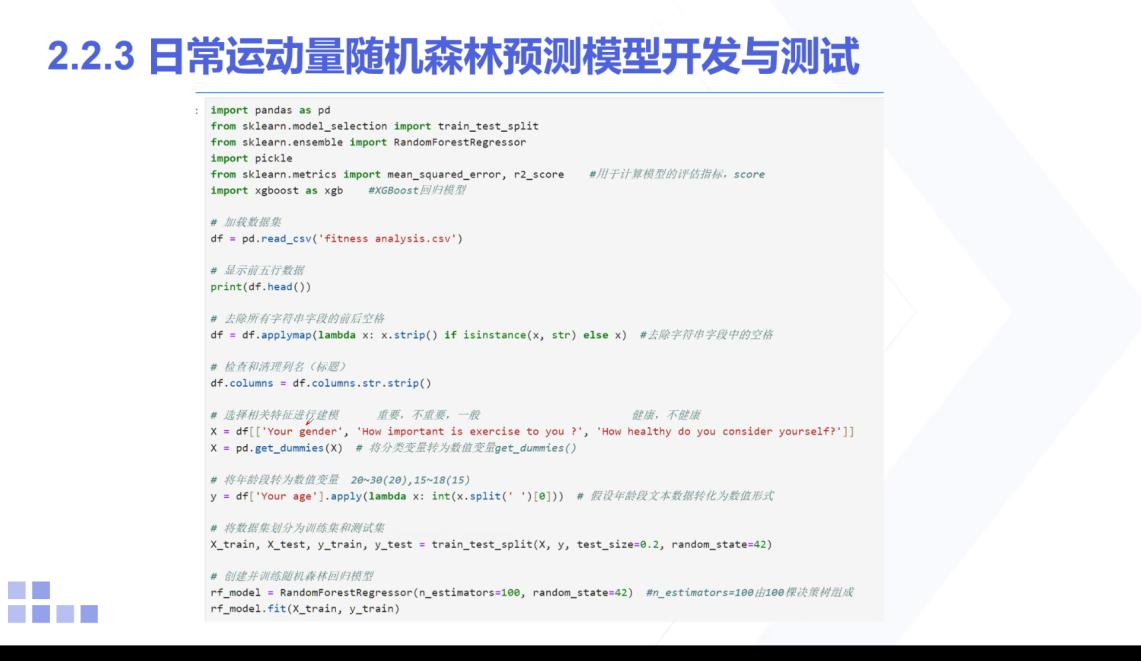 2.2.3 日常运动量随机森林预测模型开发与测试
: import pandas as pd
from sklearn.model_selection import train_test_split
from sklearn.ensemble import RandomForestRegressor
import pickle
from sklearn.metrics import mean_squared_error, r2_score #用于计算模型的评估指标，score
import xgboost as xgb #XGBoost回归模型
# 加载数据集
df = pd.read_csv('fitness analysis.csv')
# 显示前五行数据
print(df.head())
# 去除所有字符串字段的前后空格
df = df.applymap(lambda x: x.strip() if isinstance(x, str) else x) #去除字符串字段中的空格
# 检查和清理列名（标题）
df.columns = df.columns.str.strip()
# 选择相关特征进行建模 重要，不重要，一般 健康，不健康
X = df[['Your gender', 'How important is exercise to you ?', 'How healthy do you consider yourself?']]
X = pd.get_dummies(X) # 将分类变量转为数值变量get_dummies()
# 将年龄段转为数值变量 20~30(20),15~18(15)
y = df['Your age'].apply(lambda x: int(x.split(' ')[0])) # 假设年龄段文本数据转化为数值形式
# 将数据集划分为训练集和测试集
X_train, X_test, y_train, y_test = train_test_split(X, y, test_size=0.2, random_state=42)
# 创建并训练随机森林回归模型
rf_model = RandomForestRegressor(n_estimators=100, random_state=42) #n_estimators=100由100棵决策树组成
rf_model.fit(X_train, y_train)